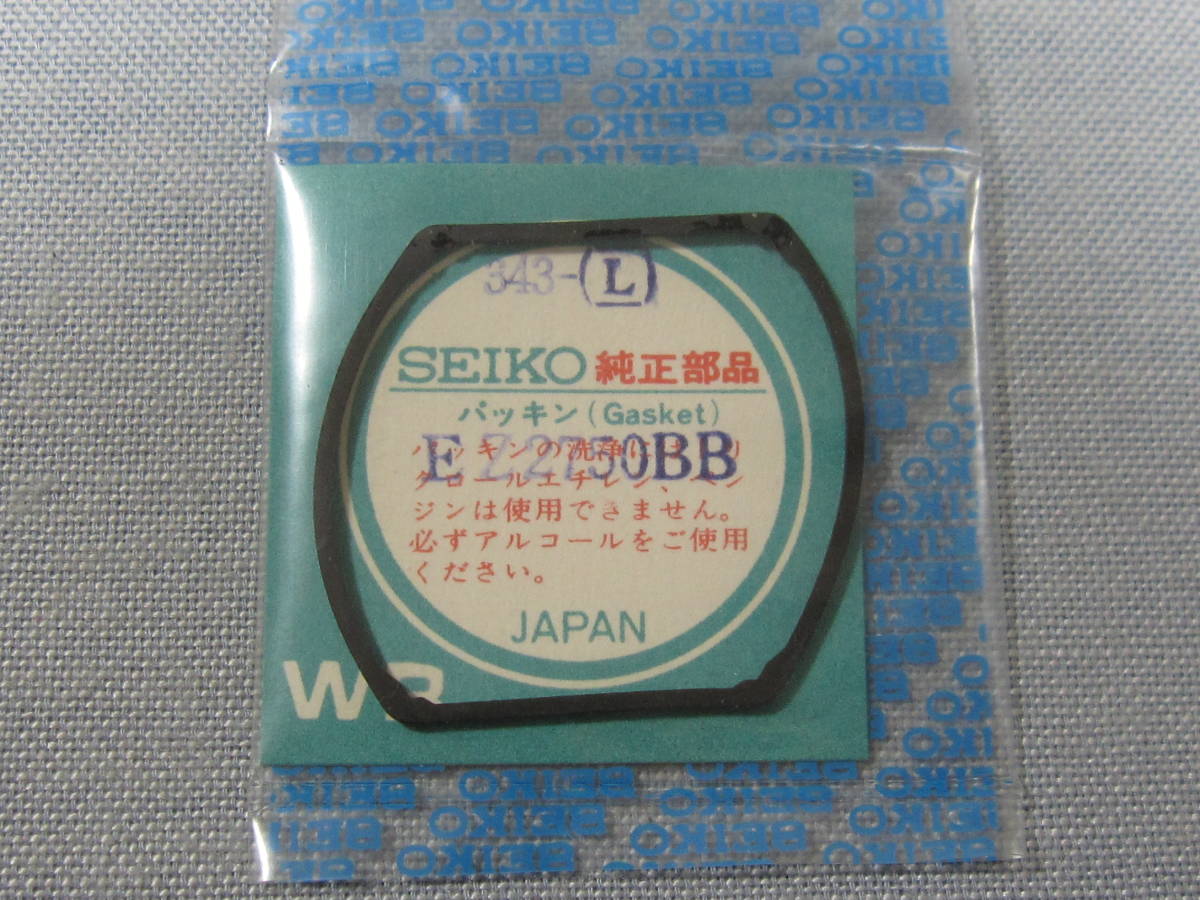 343-(L)
SEIKO 純正部品
パッキン(Gasket)
EZ2750BB
パッキンの洗浄にはトリ
クロールエチレン、ベン
ジンは使用できません。
必ずアルコールをご使用
ください。
JAPAN